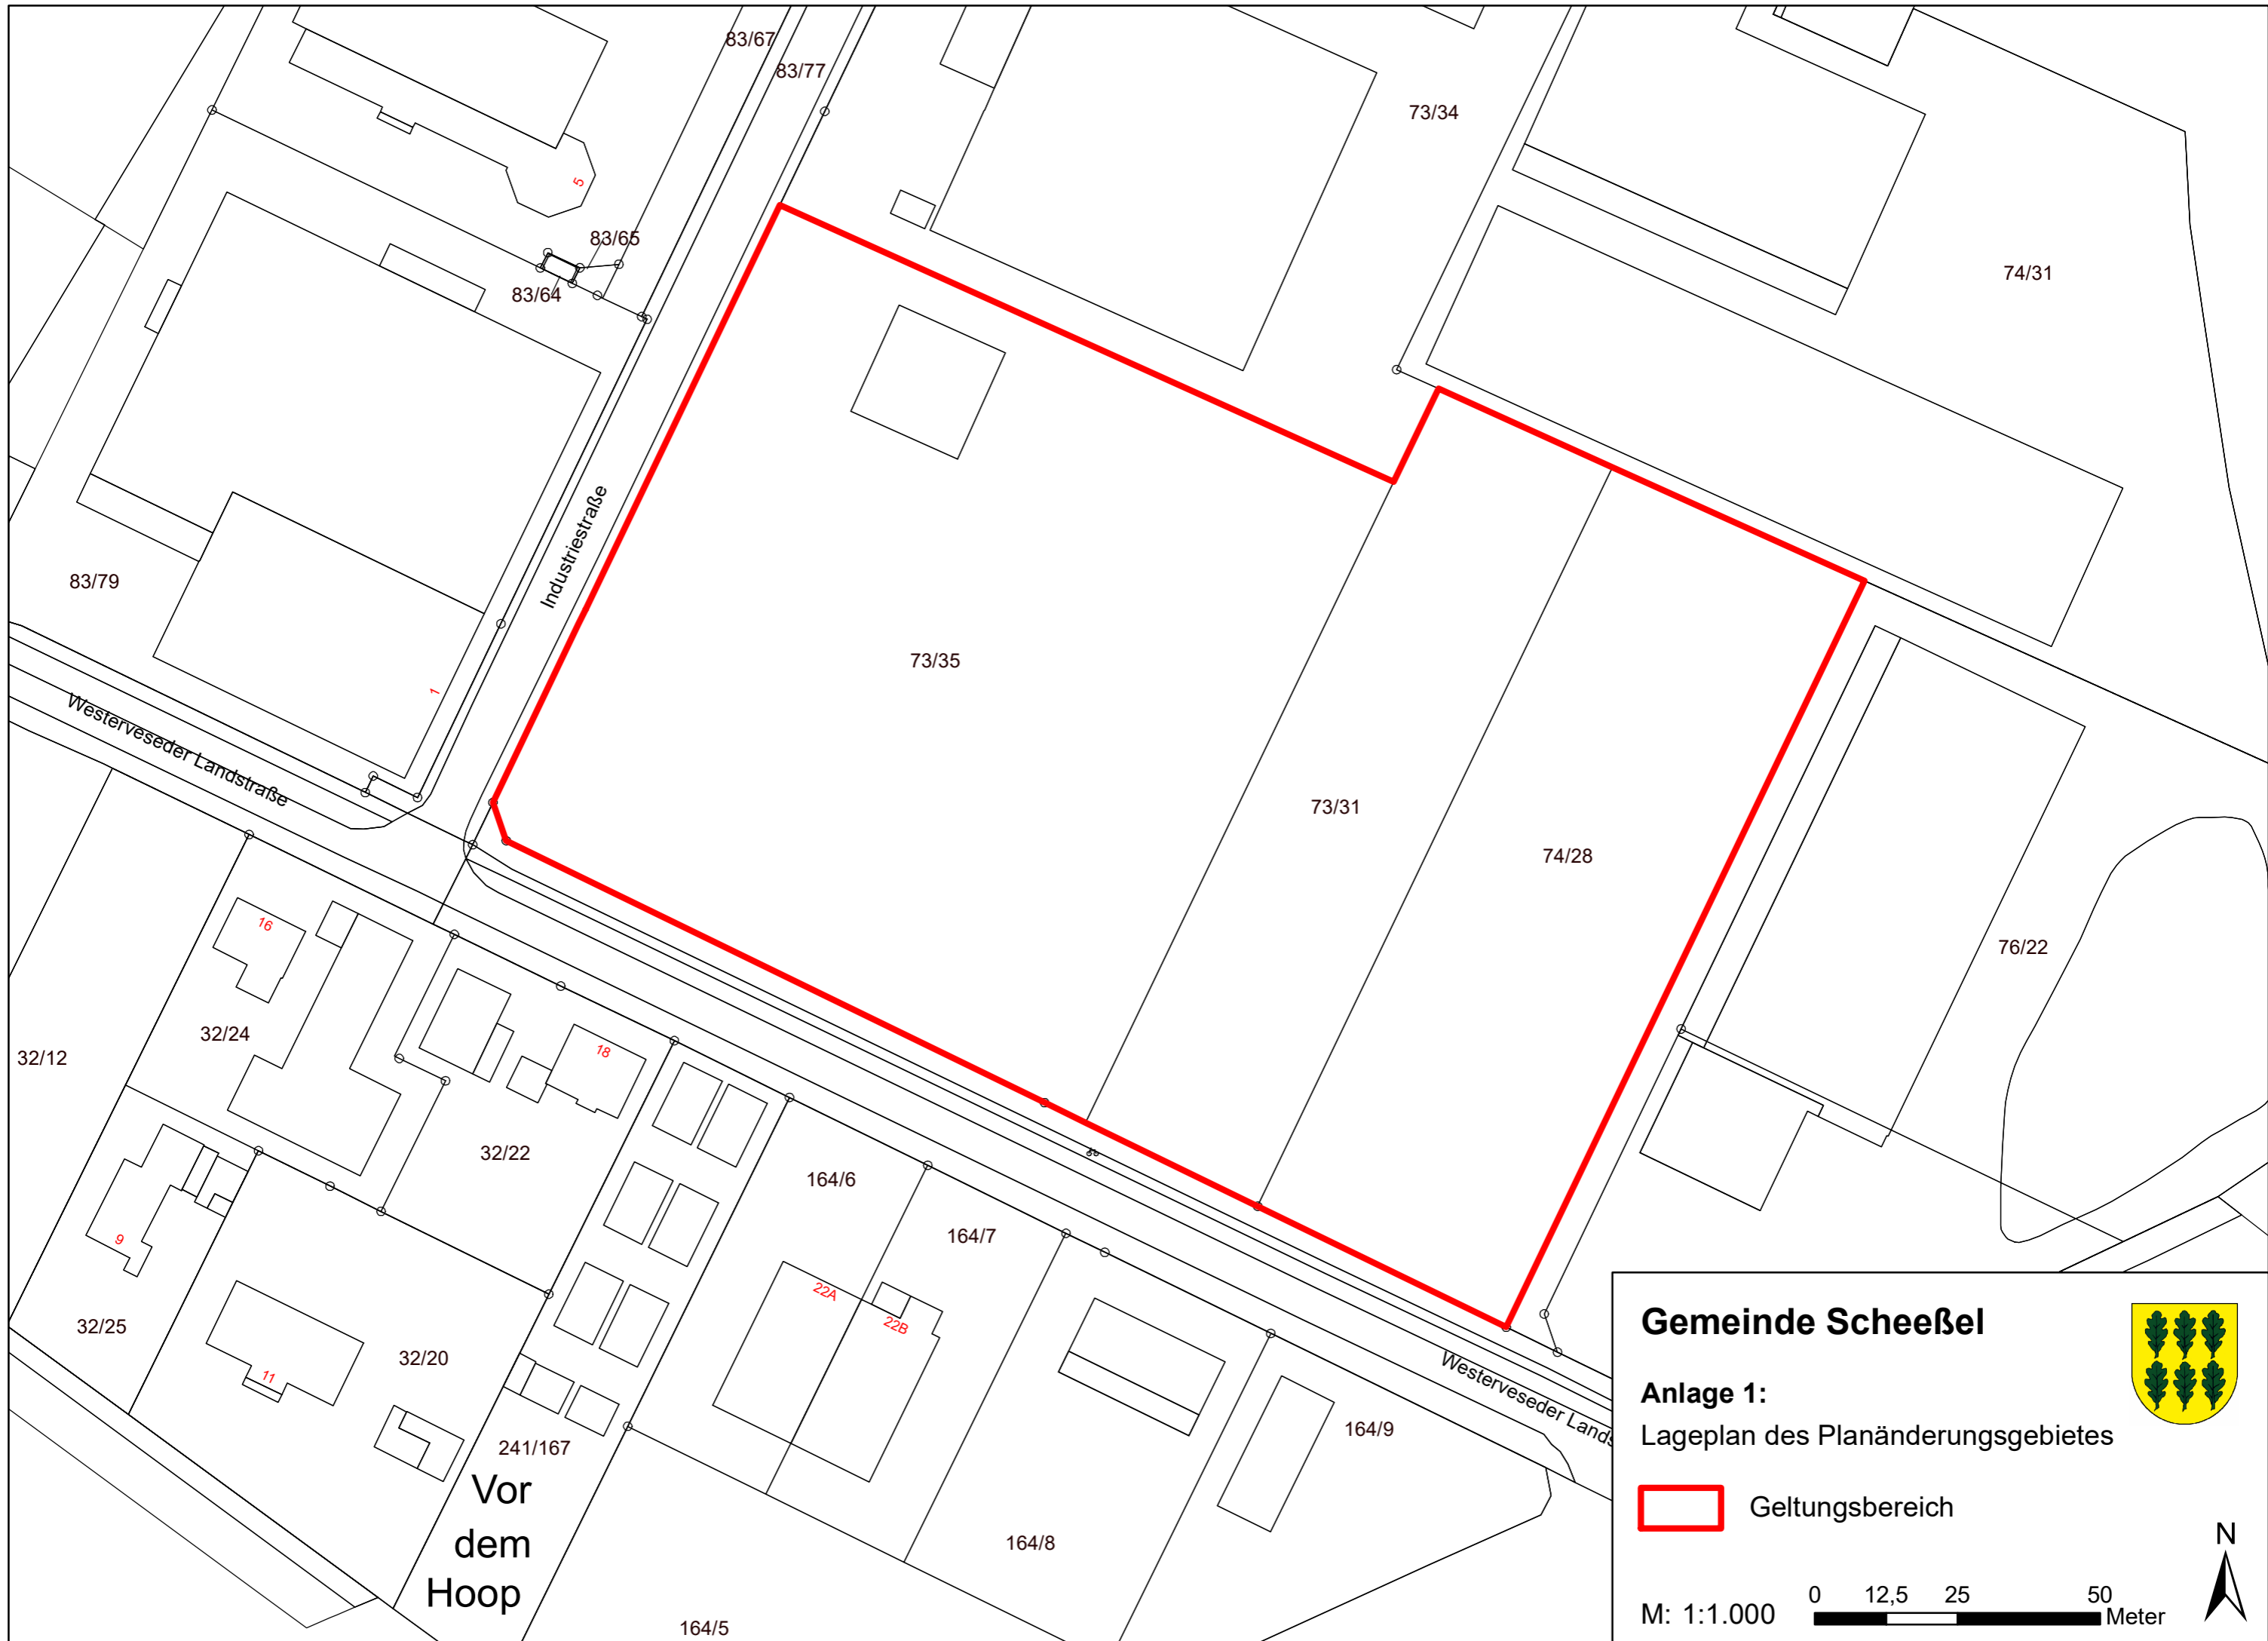 83/67
83/77
73/34
5
83/65
83/64
74/31
Industriestraße
83/79
73/35
1
Westerveseder Landstraße
73/31
74/28
16
76/22
32/24
18
32/12
32/22
164/6
164/7
9
22A
22B
32/25
32/20
11
241/167
Vor
dem
Hoop
164/9
164/8
164/5
Westerveseder Lands
Gemeinde Scheeßel
Anlage 1:
Lageplan des Planänderungsgebietes
Geltungsbereich
N
M: 1:1.000
0 12,5 25 50
Meter